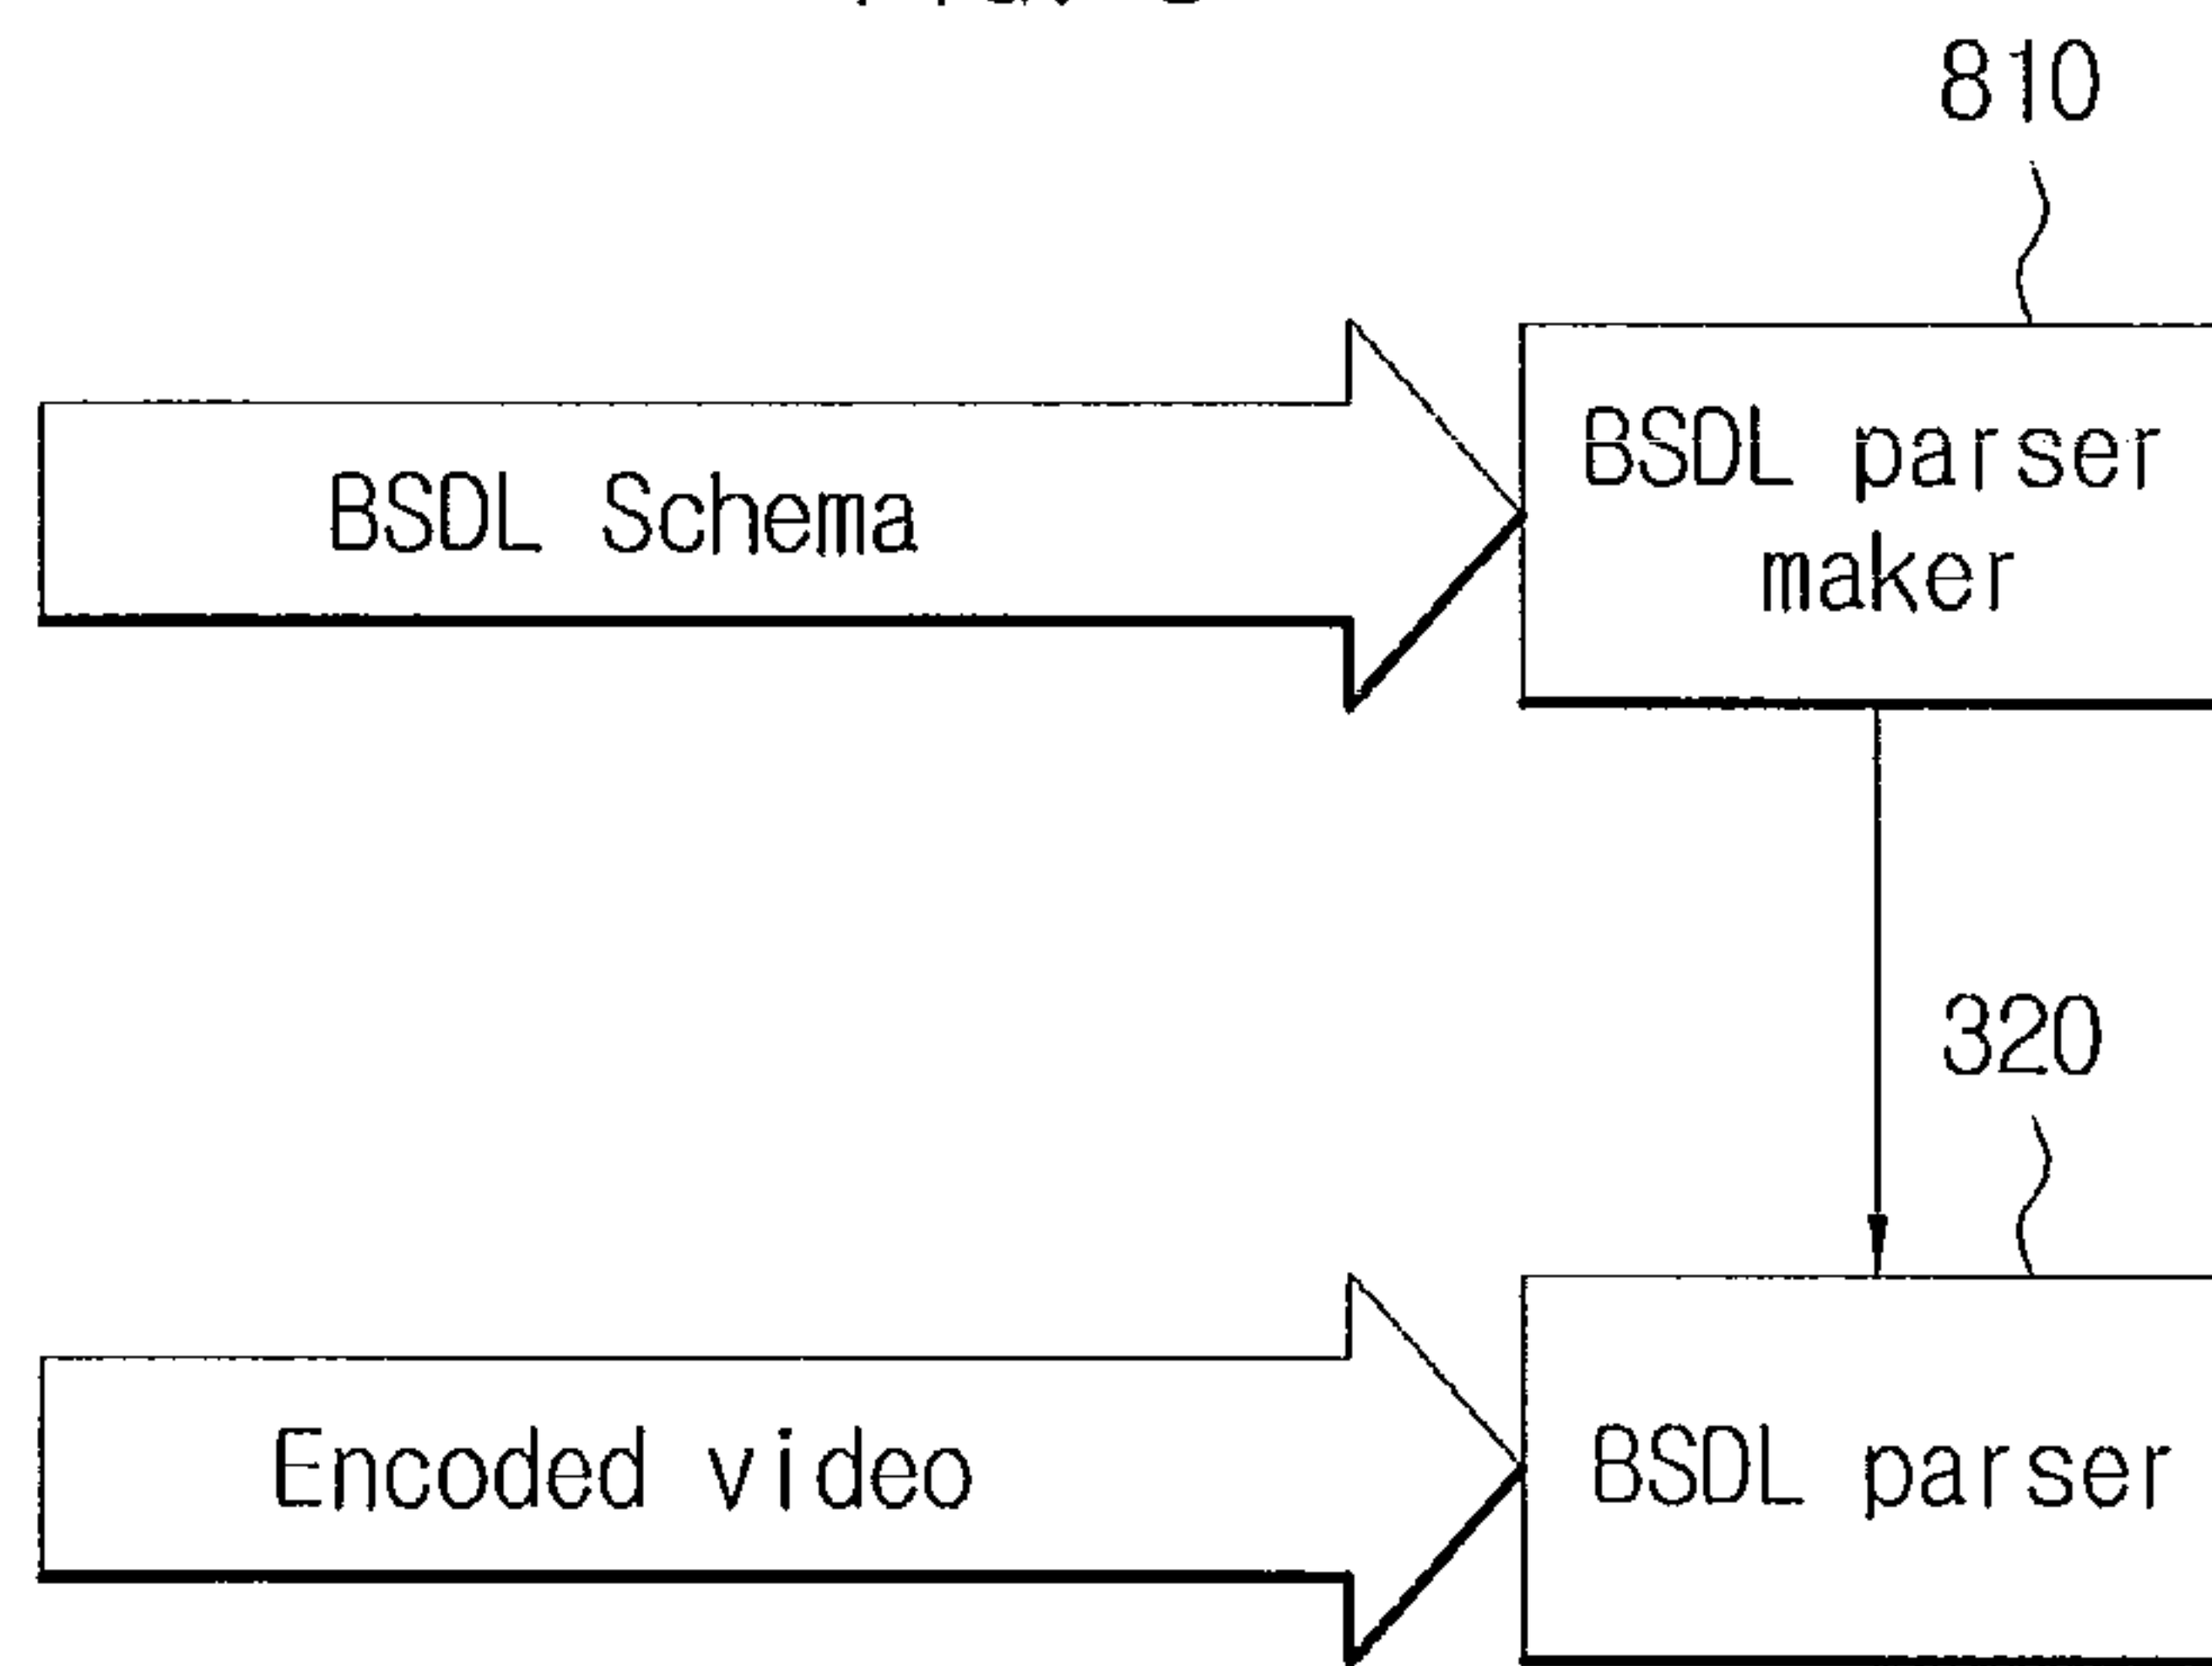 810
BSDL Schema
BSDL parser
maker
320
Encoded video
BSDL parser